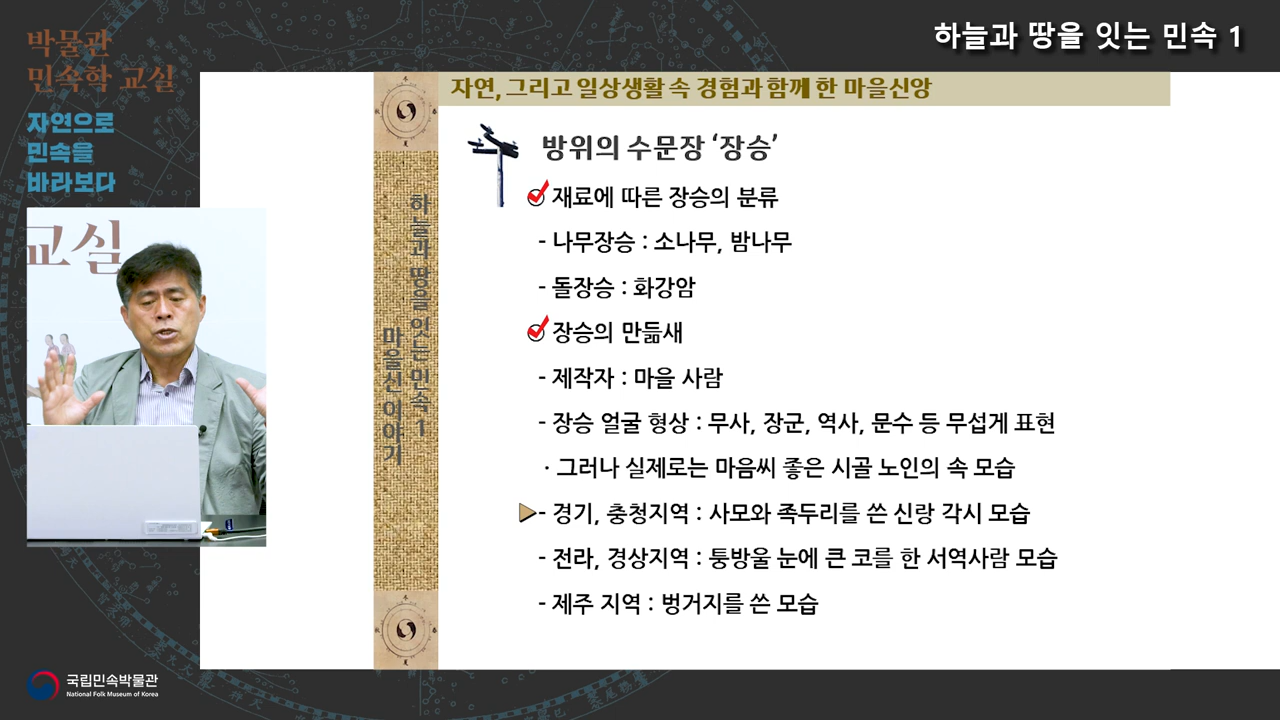 하늘과 땅을 잇는 민속 1
박물관
민속학 교실
자연으로
민속을
바라보다
교실
자연, 그리고 일상생활 속 경험과 함께 한 마을신앙
하늘과 땅을 잇는 민속 1
마을신 이야기
방위의 수문장 ‘장승’
재료에 따른 장승의 분류
- 나무장승 : 소나무, 밤나무
- 돌장승 : 화강암
장승의 만듦새
- 제작자 : 마을 사람
- 장승 얼굴 형상 : 무사, 장군, 역사, 문수 등 무섭게 표현
· 그러나 실제로는 마음씨 좋은 시골 노인의 속 모습
- 경기, 충청지역 : 사모와 족두리를 쓴 신랑 각시 모습
- 전라, 경상지역 : 퉁방울 눈에 큰 코를 한 서역사람 모습
- 제주 지역 : 벙거지를 쓴 모습
국립민속박물관
National Folk Museum of Korea